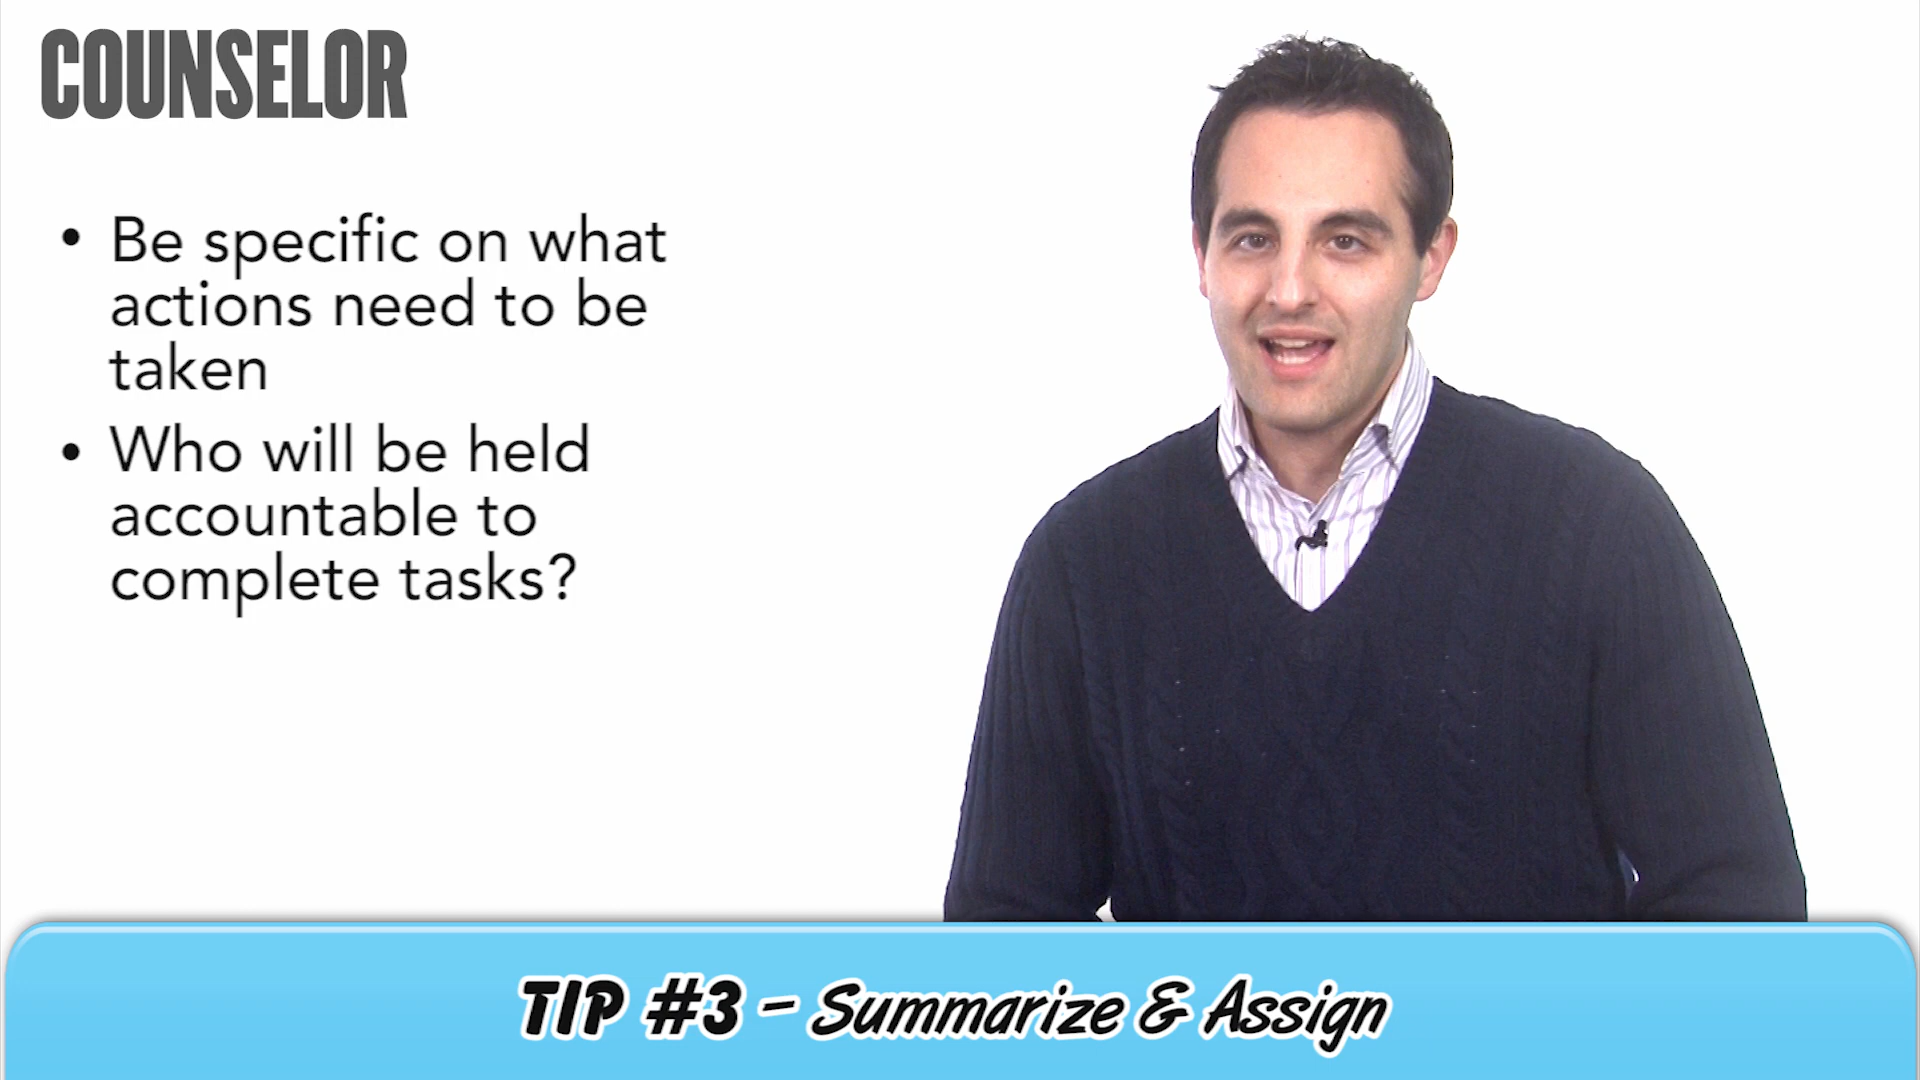 COUNSELOR
• Be specific on what
actions need to be
taken
• Who will be held
accountable to
complete tasks?
TIP #3 - Summarize & Assign